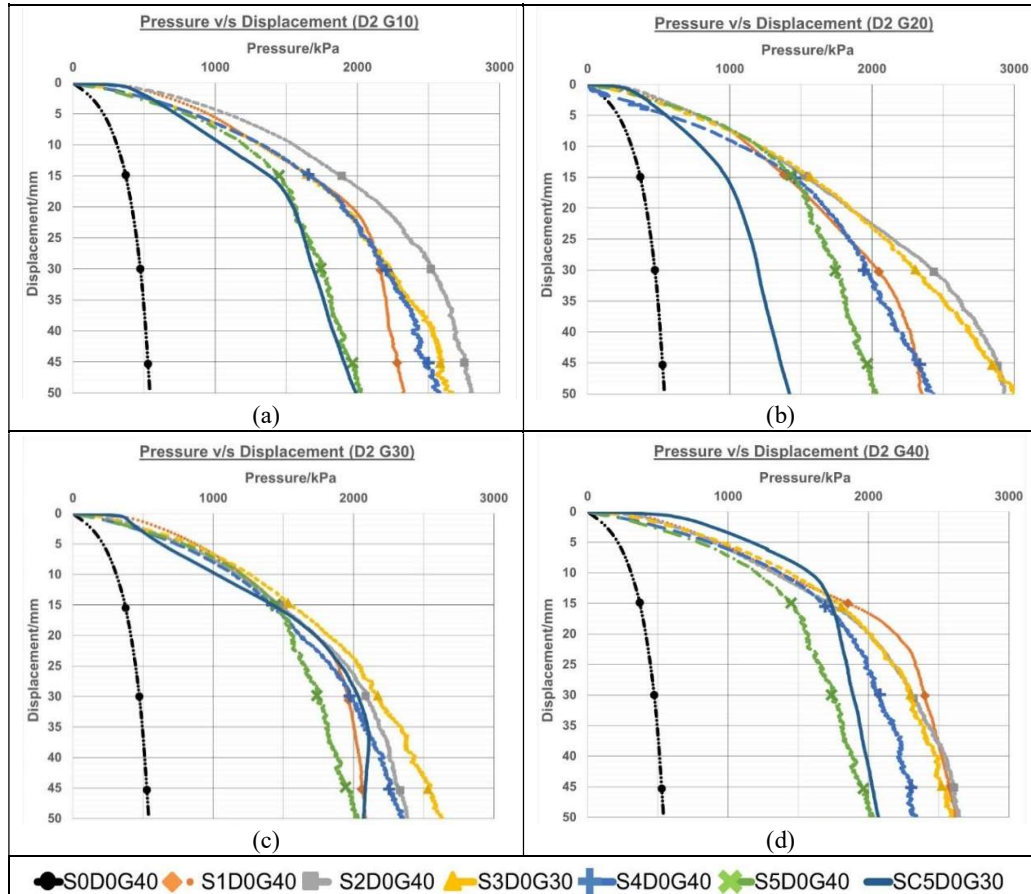 Pressure v/s Displacement (D2 G10)
Pressure/kPa
0 1000 2000 3000
0
5
10
15
20
25
30
35
40
45
50
Displacement/mm
(a)
Pressure v/s Displacement (D2 G20)
Pressure/kPa
0 1000 2000 3000
0
5
10
15
20
25
30
35
40
45
50
Displacement/mm
(b)
Pressure v/s Displacement (D2 G30)
Pressure/kPa
0 1000 2000 3000
0
5
10
15
20
25
30
35
40
45
50
Displacement/mm
(c)
Pressure v/s Displacement (D2 G40)
Pressure/kPa
0 1000 2000 3000
0
5
10
15
20
25
30
35
40
45
50
Displacement/mm
(d)
S0D0G40 S1D0G40 S2D0G40 S3D0G30 S4D0G40 S5D0G40 SC5D0G30